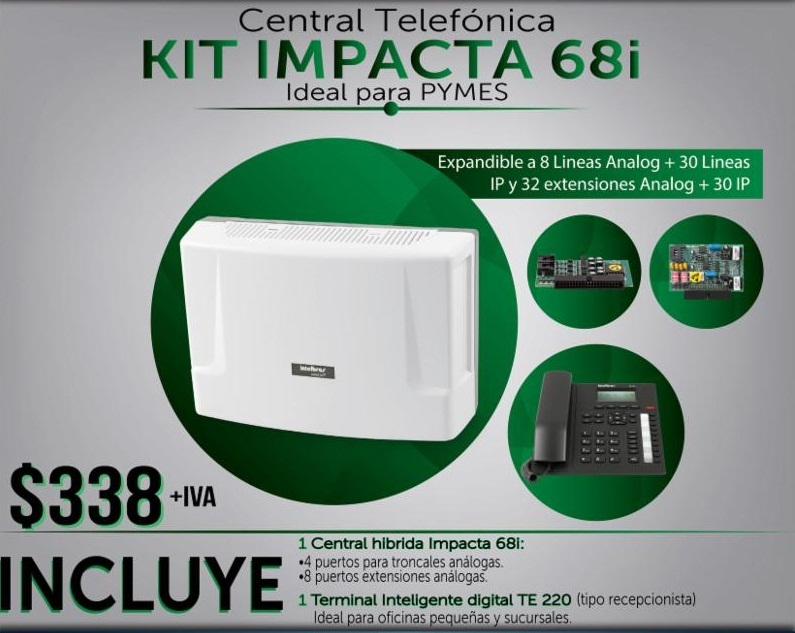 Central Telefónica
KIT IMPACTA 68i
Ideal para PYMES
Expandible a 8 Lineas Analog + 30 Lineas
IP y 32 extensiones Analog + 30 IP
intelbras
$338 +IVA
INCLUYE
1 Central hibrida Impacta 68i:
•4 puertos para troncales análogas.
•8 puertos extensiones análogas.
1 Terminal Inteligente digital TE 220 (tipo recepcionista)
Ideal para oficinas pequeñas y sucursales.